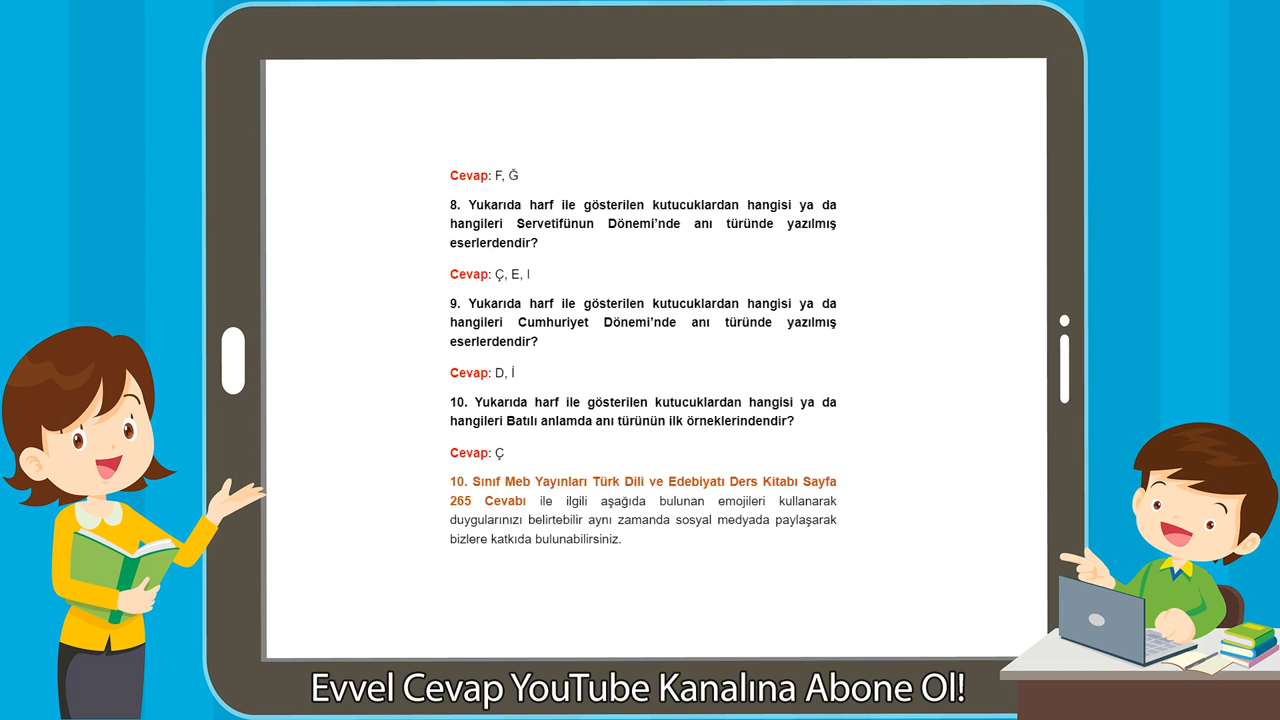 Cevap: F, Ğ
8. Yukarıda harf ile gösterilen kutucuklardan hangisi ya da
hangileri Servetifünun Dönemi’nde anı türünde yazılmış
eserlerdendir?
Cevap: Ç, E, I
9. Yukarıda harf ile gösterilen kutucuklardan hangisi ya da
hangileri Cumhuriyet Dönemi’nde anı türünde yazılmış
eserlerdendir?
Cevap: D, İ
10. Yukarıda harf ile gösterilen kutucuklardan hangisi ya da
hangileri Batılı anlamda anı türünün ilk örneklerindendir?
Cevap: Ç
10. Sınıf Meb Yayınları Türk Dili ve Edebiyatı Ders Kitabı Sayfa
265 Cevabı ile ilgili aşağıda bulunan emojileri kullanarak
duygularınızı belirtebilir aynı zamanda sosyal medyada paylaşarak
bizlere katkıda bulunabilirsiniz.
Evvel Cevap YouTube Kanalına Abone Ol!